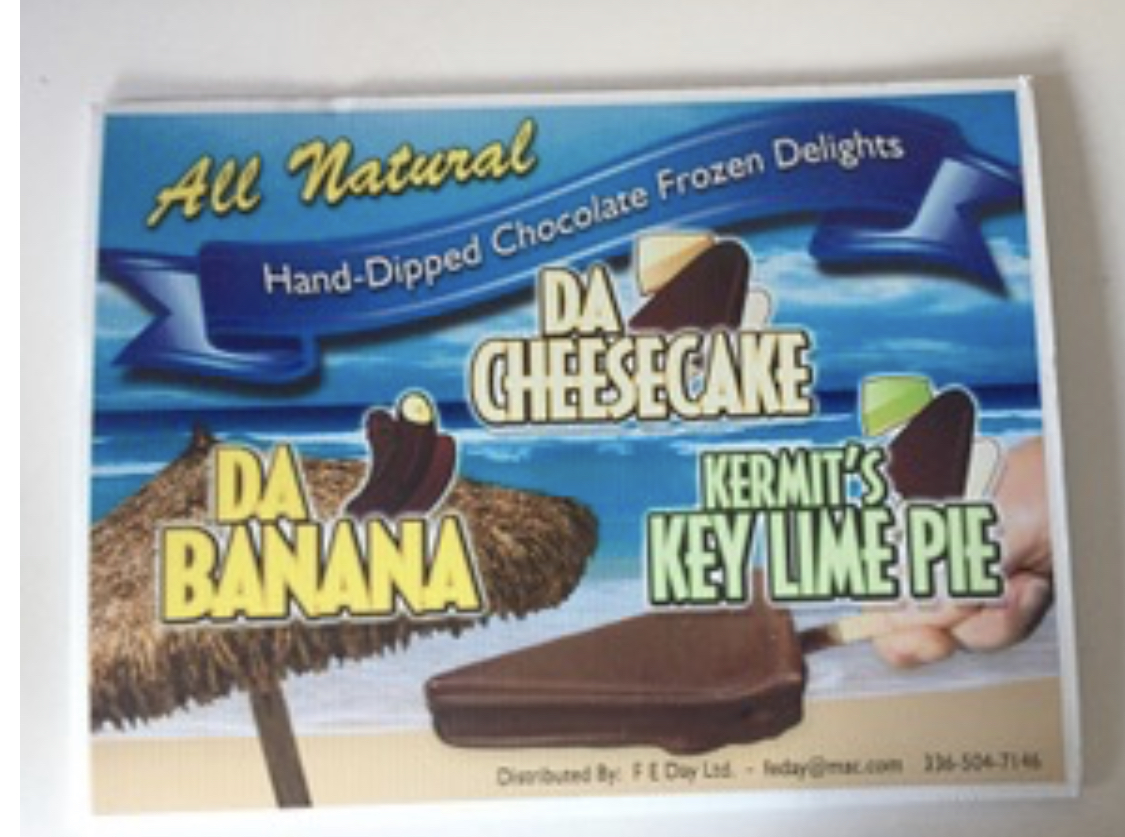 All Natural
Hand-Dipped Chocolate Frozen Delights
DA
CHEESECAKE
DA
BANANA
KERMIT'S
KEY LIME PIE
Distributed By: F E Day Ltd. - feday@mac.com 336-504-7146